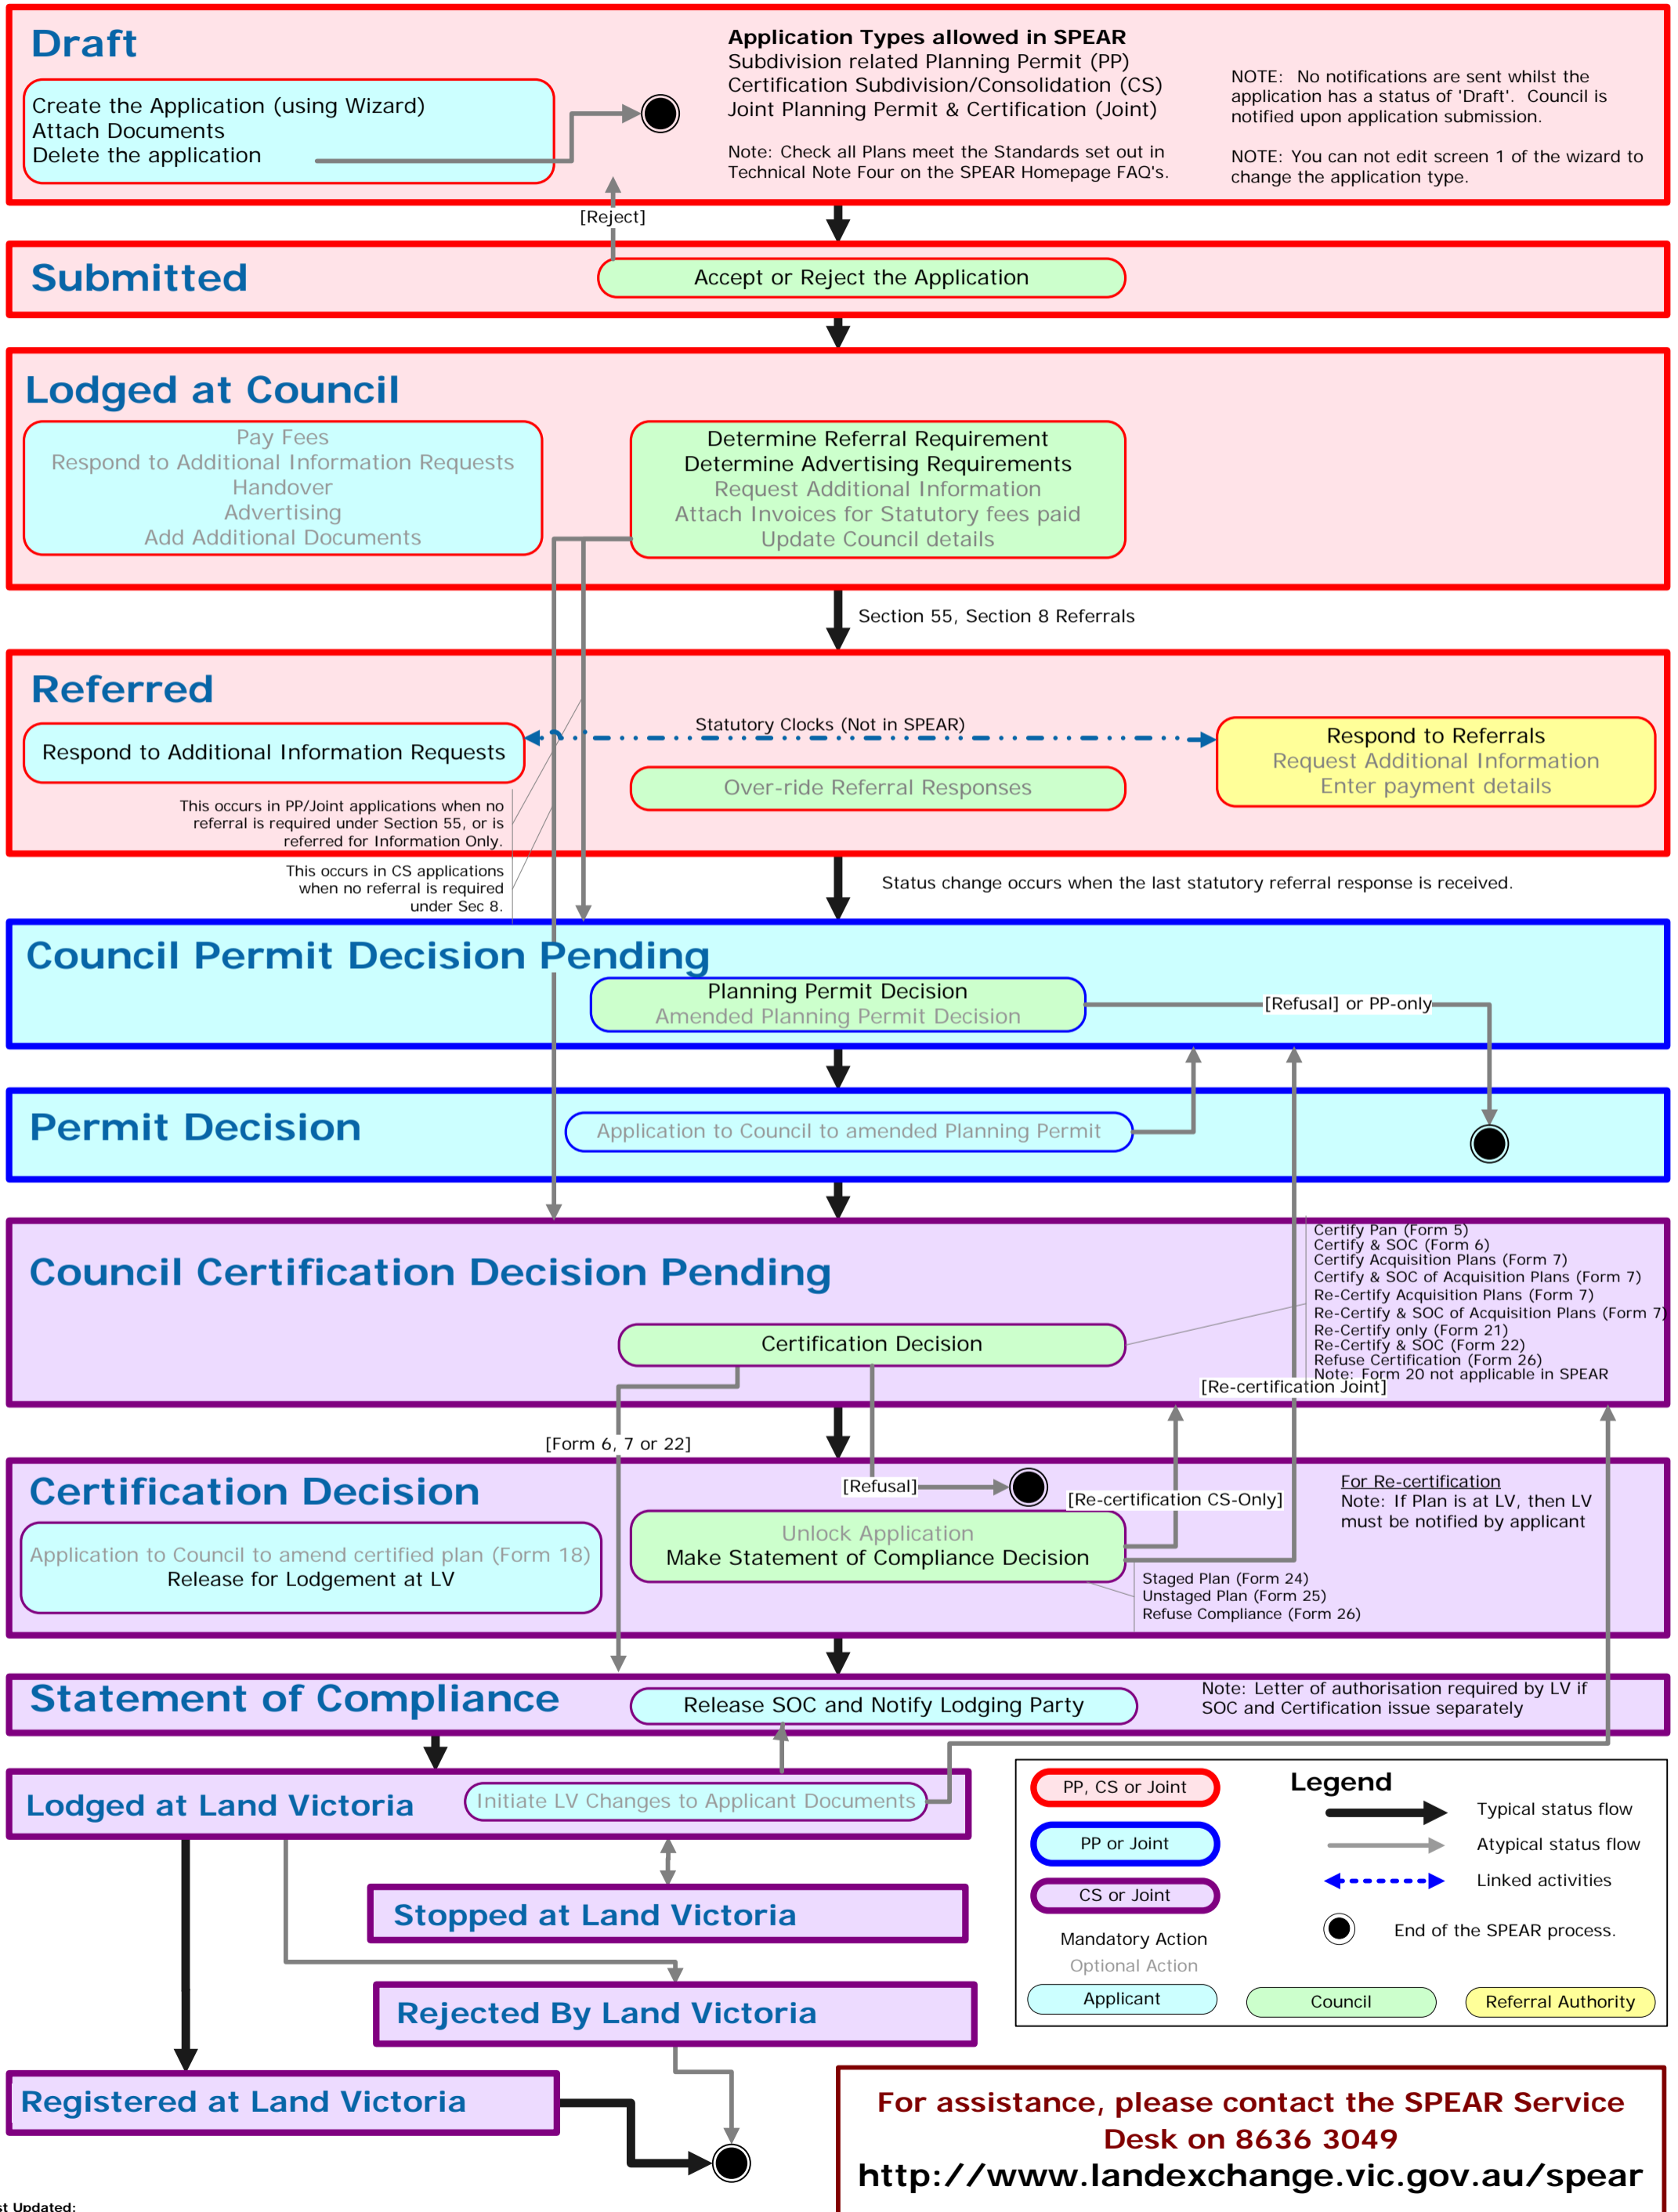 Draft
Create the Application (using Wizard)
Attach Documents
Delete the application
Application Types allowed in SPEAR
Subdivision related Planning Permit (PP)
Certification Subdivision/Consolidation (CS)
Joint Planning Permit & Certification (Joint)
Note: Check all Plans meet the Standards set out in
Technical Note Four on the SPEAR Homepage FAQ's.
NOTE:  No notifications are sent whilst the
application has a status of 'Draft'.  Council is
notified upon application submission.
NOTE: You can not edit screen 1 of the wizard to
change the application type.
[Reject]
Submitted
Accept or Reject the Application
Lodged at Council
Pay Fees
Respond to Additional Information Requests
Handover
Advertising
Add Additional Documents
Determine Referral Requirement
Determine Advertising Requirements
Request Additional Information
Attach Invoices for Statutory fees paid
Update Council details
Section 55, Section 8 Referrals
Referred
Respond to Additional Information Requests
Statutory Clocks (Not in SPEAR)
Over-ride Referral Responses
Respond to Referrals
Request Additional Information
Enter payment details
This occurs in PP/Joint applications when no
referral is required under Section 55, or is
referred for Information Only.
This occurs in CS applications
when no referral is required
under Sec 8.
Status change occurs when the last statutory referral response is received.
Council Permit Decision Pending
Planning Permit Decision
Amended Planning Permit Decision
[Refusal] or PP-only
Permit Decision
Application to Council to amended Planning Permit
Council Certification Decision Pending
Certification Decision
Certify Pan (Form 5)
Certify & SOC (Form 6)
Certify Acquisition Plans (Form 7)
Certify & SOC of Acquisition Plans (Form 7)
Re-Certify Acquisition Plans (Form 7)
Re-Certify & SOC of Acquisition Plans (Form 7)
Re-Certify only (Form 21)
Re-Certify & SOC (Form 22)
Refuse Certification (Form 26)
Note: Form 20 not applicable in SPEAR
[Re-certification Joint]
[Form 6, 7 or 22]
Certification Decision
[Refusal]
[Re-certification CS-Only]
For Re-certification
Note: If Plan is at LV, then LV
must be notified by applicant
Application to Council to amend certified plan (Form 18)
Release for Lodgement at LV
Unlock Application
Make Statement of Compliance Decision
Staged Plan (Form 24)
Unstaged Plan (Form 25)
Refuse Compliance (Form 26)
Statement of Compliance
Release SOC and Notify Lodging Party
Note: Letter of authorisation required by LV if
SOC and Certification issue separately
Lodged at Land Victoria
Initiate LV Changes to Applicant Documents
Stopped at Land Victoria
Rejected By Land Victoria
Registered at Land Victoria
Legend
PP, CS or Joint
Typical status flow
PP or Joint
Atypical status flow
CS or Joint
Linked activities
Mandatory Action
Optional Action
End of the SPEAR process.
Applicant
Council
Referral Authority
For assistance, please contact the SPEAR Service
Desk on 8636 3049
http://www.landexchange.vic.gov.au/spear
st Updated: